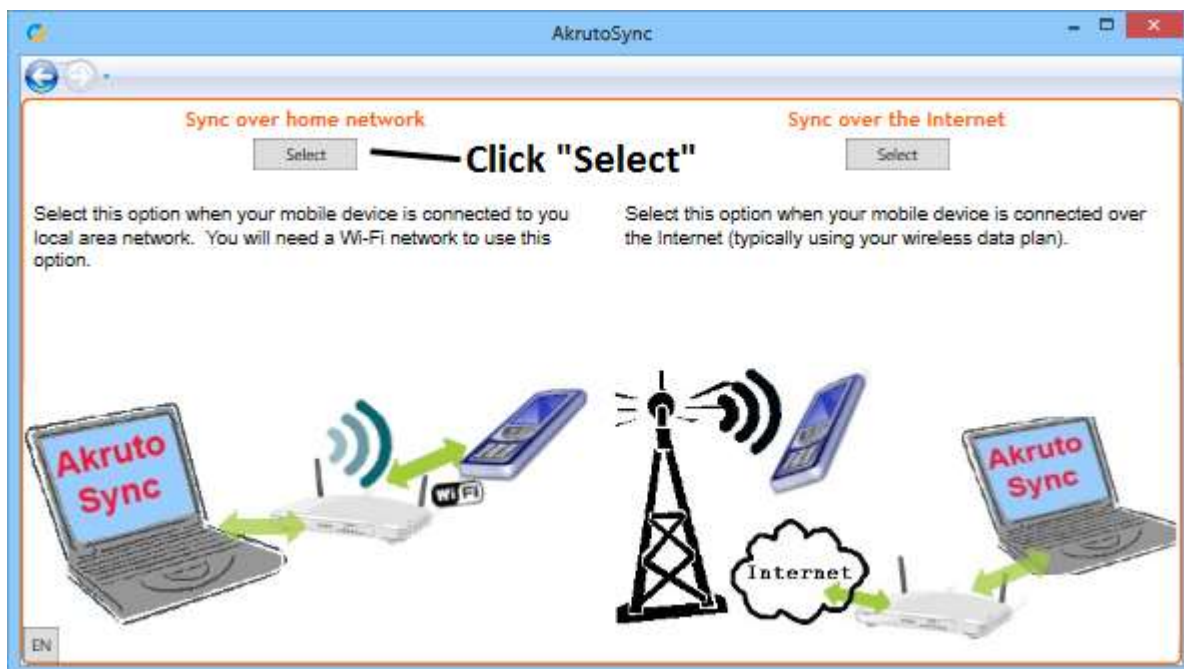 AkrutoSync
Sync over home network
Select
Click "Select"
Select this option when your mobile device is connected to you
local area network. You will need a Wi-Fi network to use this
option.
Sync over the Internet
Select
Select this option when your mobile device is connected over
the Internet (typically using your wireless data plan).
Akruto
Sync
Wi Fi
Internet
Akruto
Sync
EN